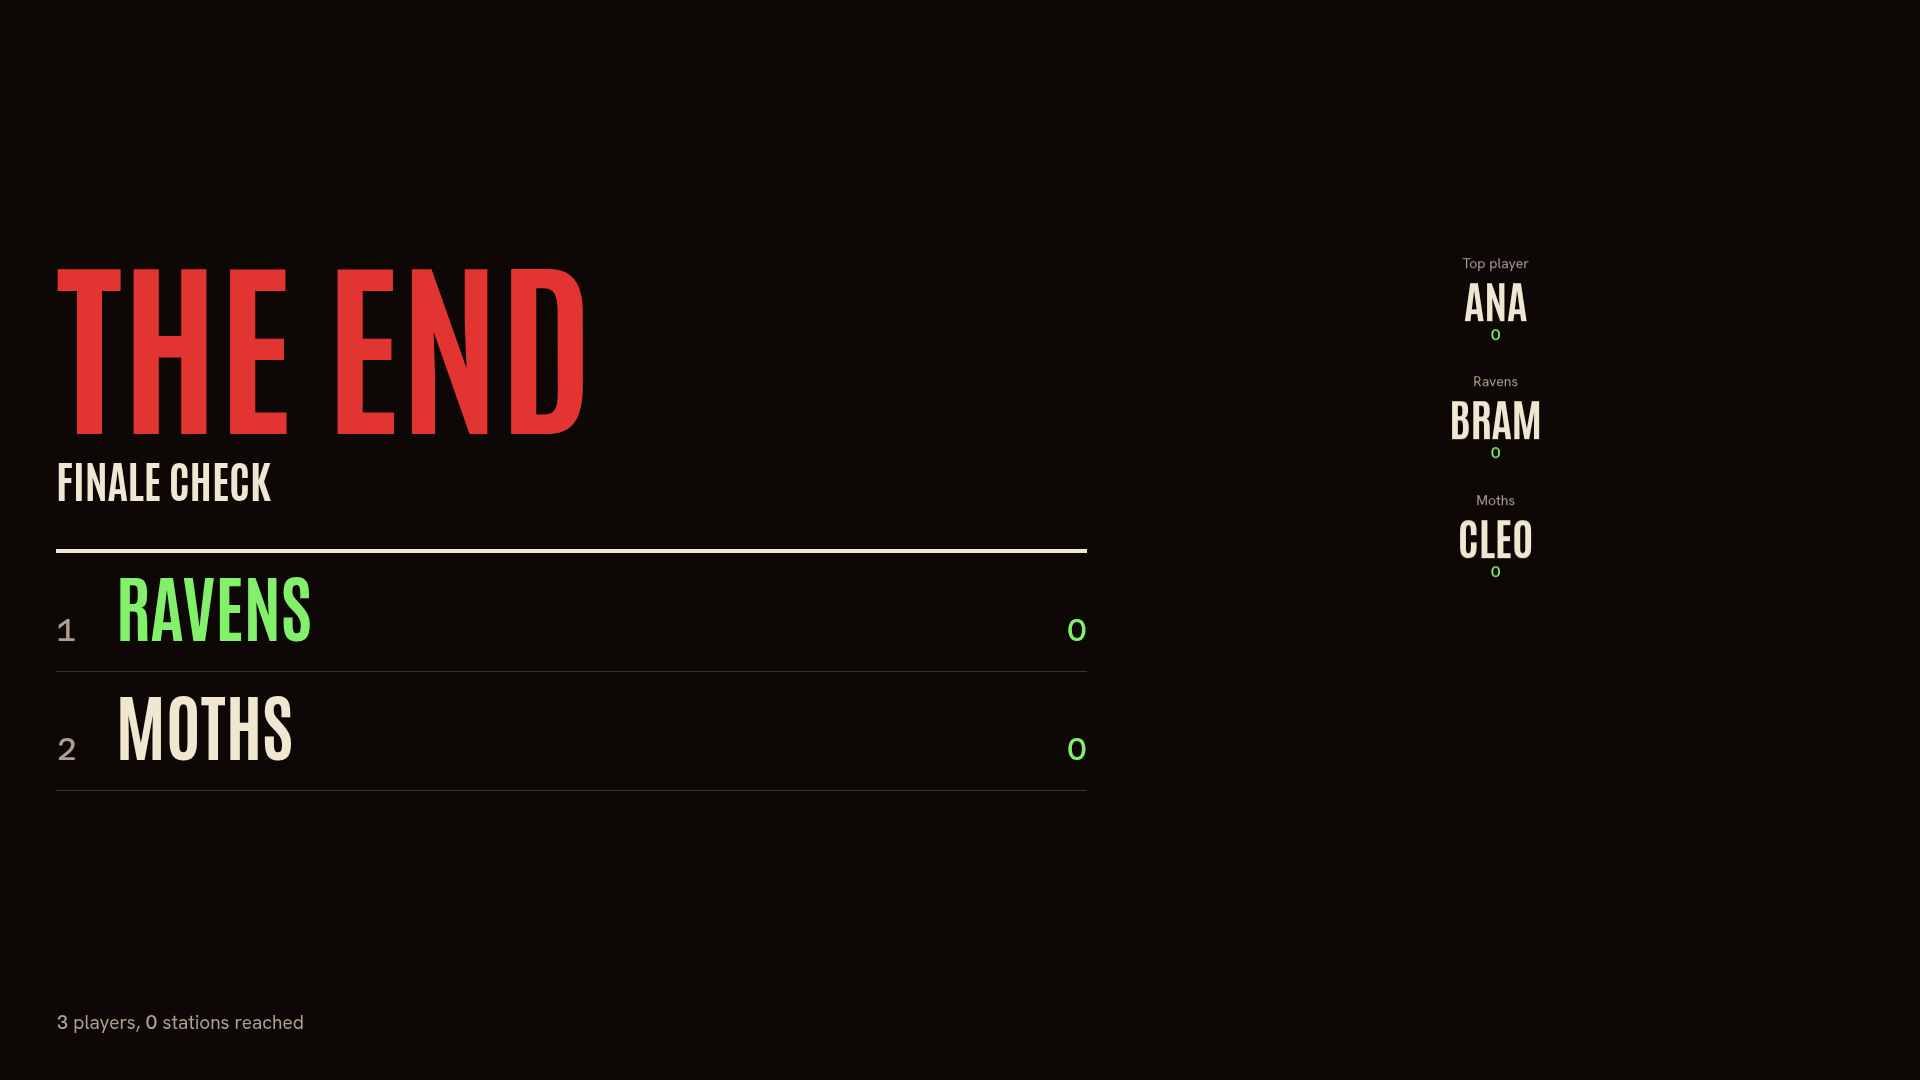 THE END
FINALE CHECK
1 RAVENS 0
2 MOTHS 0
Top player
ANA
0
Ravens
BRAM
0
Moths
CLEO
0
3 players, 0 stations reached